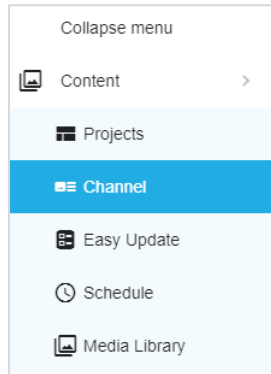 Collapse menu
Content
Projects
Channel
Easy Update
Schedule
Media Library